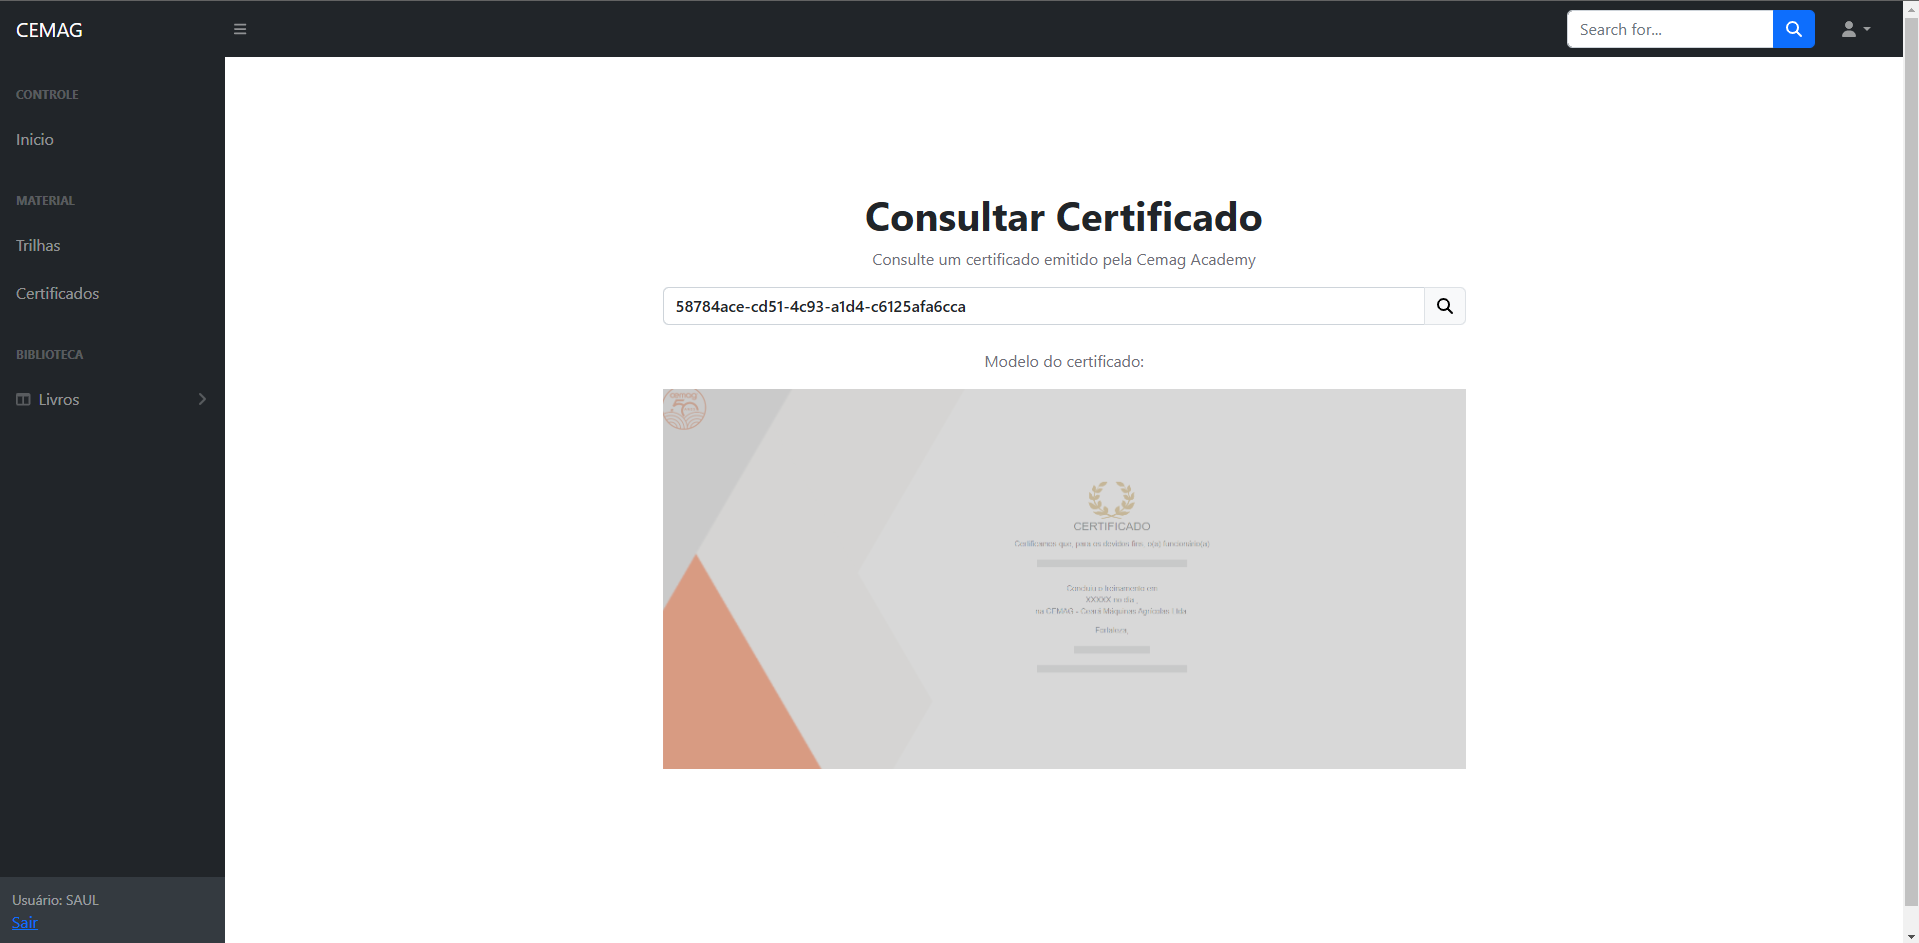 CEMAG
Search for...
CONTROLE
Inicio
MATERIAL
Trilhas
Certificados
BIBLIOTECA
Livros
Usuário: SAUL
Sair
Consultar Certificado
Consulte um certificado emitido pela Cemag Academy
58784ace-cd51-4c93-a1d4-c6125afa6cca
Modelo do certificado:
cemag
50
CERTIFICADO
Certificamos que, para os devidos fins, o(a) funcionário(a)
Concluiu o treinamento em
XXXXX no dia ,
na CEMAG - Ceará Máquinas Agrícolas Ltda
Fortaleza,